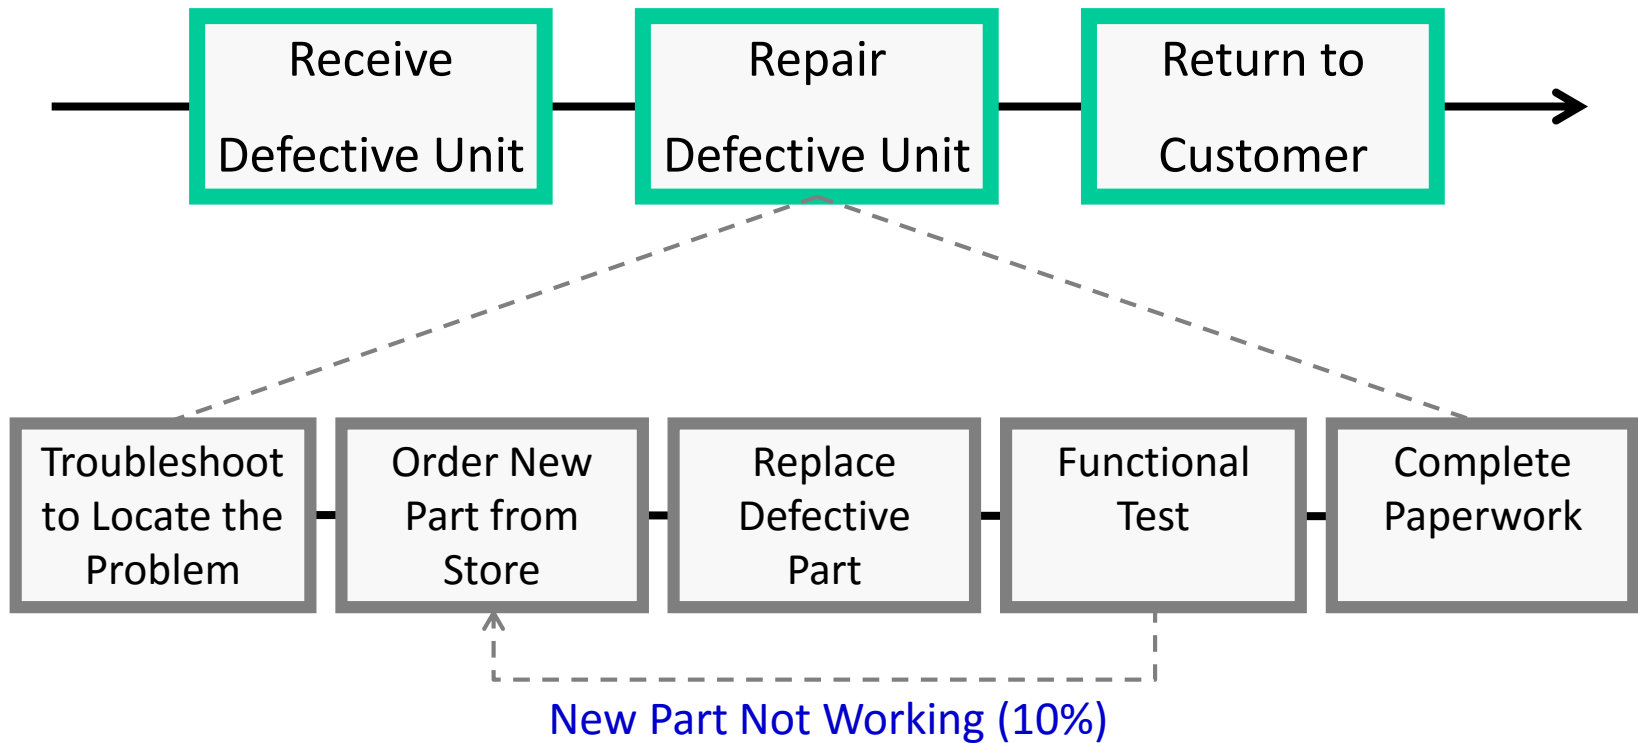 Receive
Defective Unit
Repair
Defective Unit
Return to
Customer
Troubleshoot
to Locate the
Problem
Order New
Part from
Store
Replace
Defective
Part
Functional
Test
Complete
Paperwork
New Part Not Working (10%)